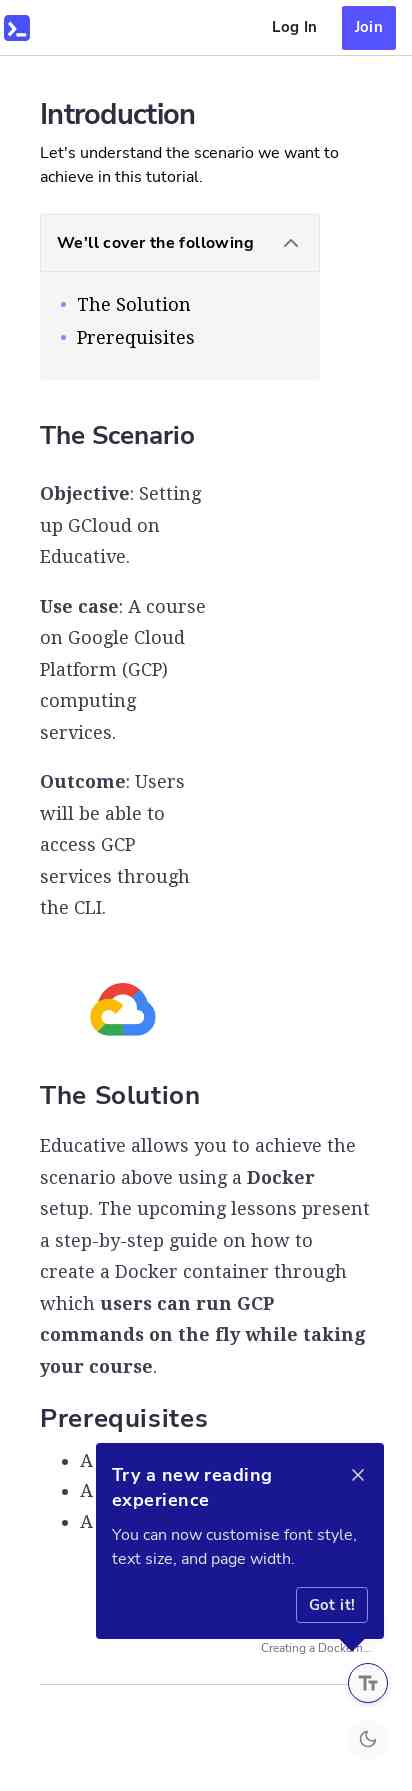 Log In
Join
Introduction
Let's understand the scenario we want to
achieve in this tutorial.
We'll cover the following
The Solution
Prerequisites
The Scenario
Objective: Setting
up GCloud on
Educative.
Use case: A course
on Google Cloud
Platform (GCP)
computing
services.
Outcome: Users
will be able to
access GCP
services through
the CLI.
The Solution
Educative allows you to achieve the
scenario above using a Docker
setup. The upcoming lessons present
a step-by-step guide on how to
create a Docker container through
which users can run GCP
commands on the fly while taking
your course.
Prerequisites
A
A
A
Try a new reading
experience
You can now customise font style,
text size, and page width.
Got it!
Creating a
TT